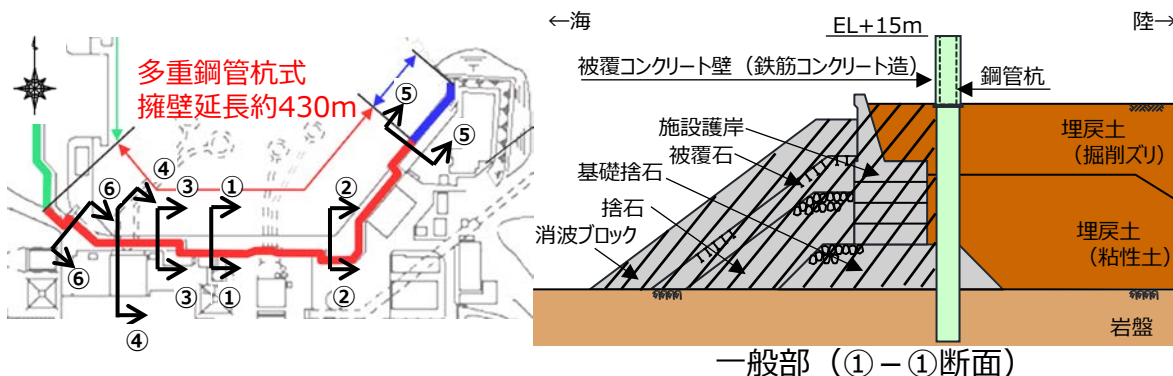 多重鋼管杭式
擁壁延長約430m
⑤
⑤
④
⑥
③
①
②
⑥
③
①
②
④
←海
EL+15m
陸→
被覆コンクリート壁（鉄筋コンクリート造）
鋼管杭
施設護岸
被覆石
基礎捨石
捨石
消波ブロック
埋戻土
（掘削ズリ）
埋戻土
（粘性土）
岩盤
一般部（①－①断面）